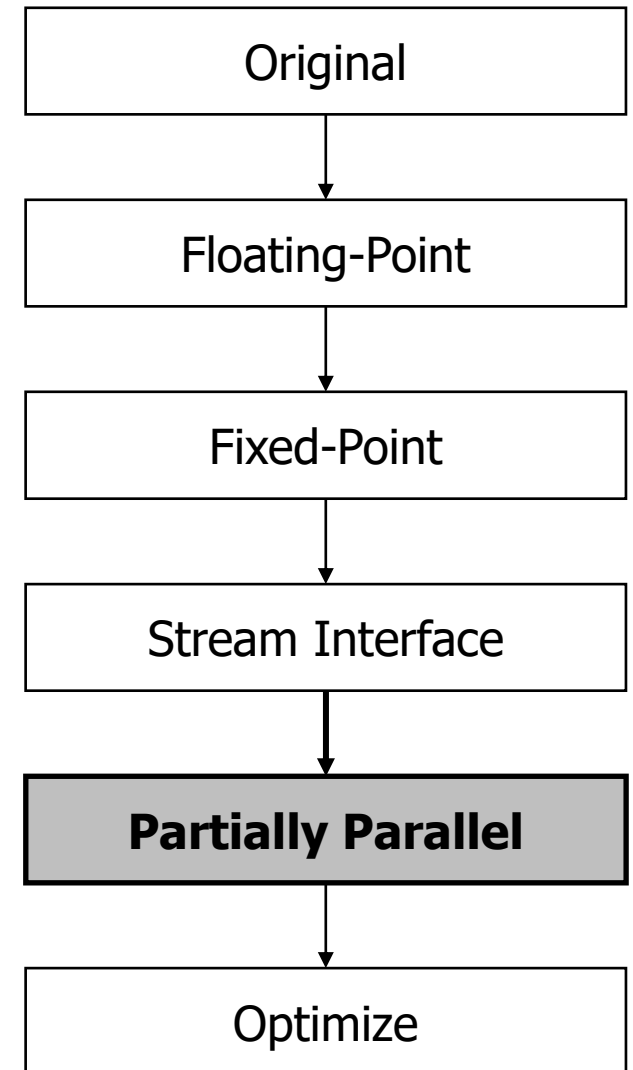 Original
Floating-Point
Fixed-Point
Stream Interface
Partially Parallel
Optimize